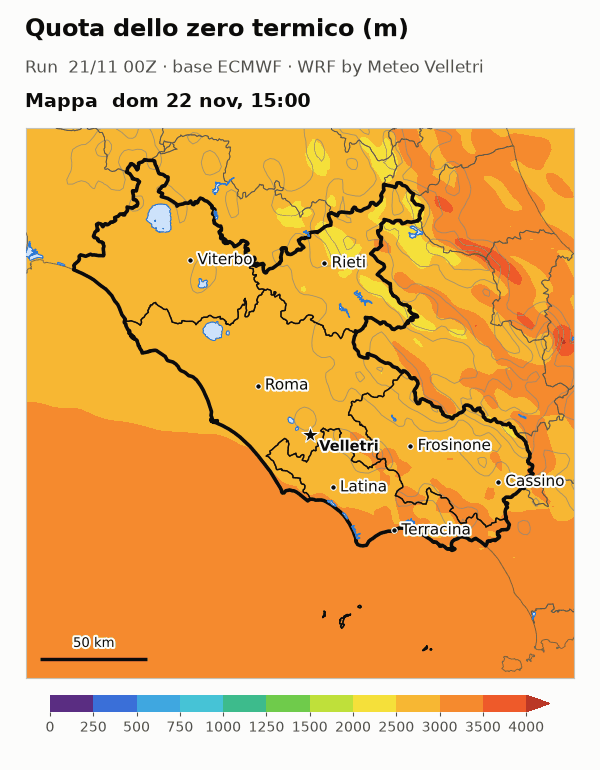 Quota dello zero termico (m)
Run  21/11 00Z · base ECMWF · WRF by Meteo Velletri
Mappa  dom 22 nov, 15:00
Viterbo
Rieti
Roma
Velletri
Frosinone
Cassino
Latina
Terracina
50 km
0 250 500 750 1000 1250 1500 2000 2500 3000 3500 4000